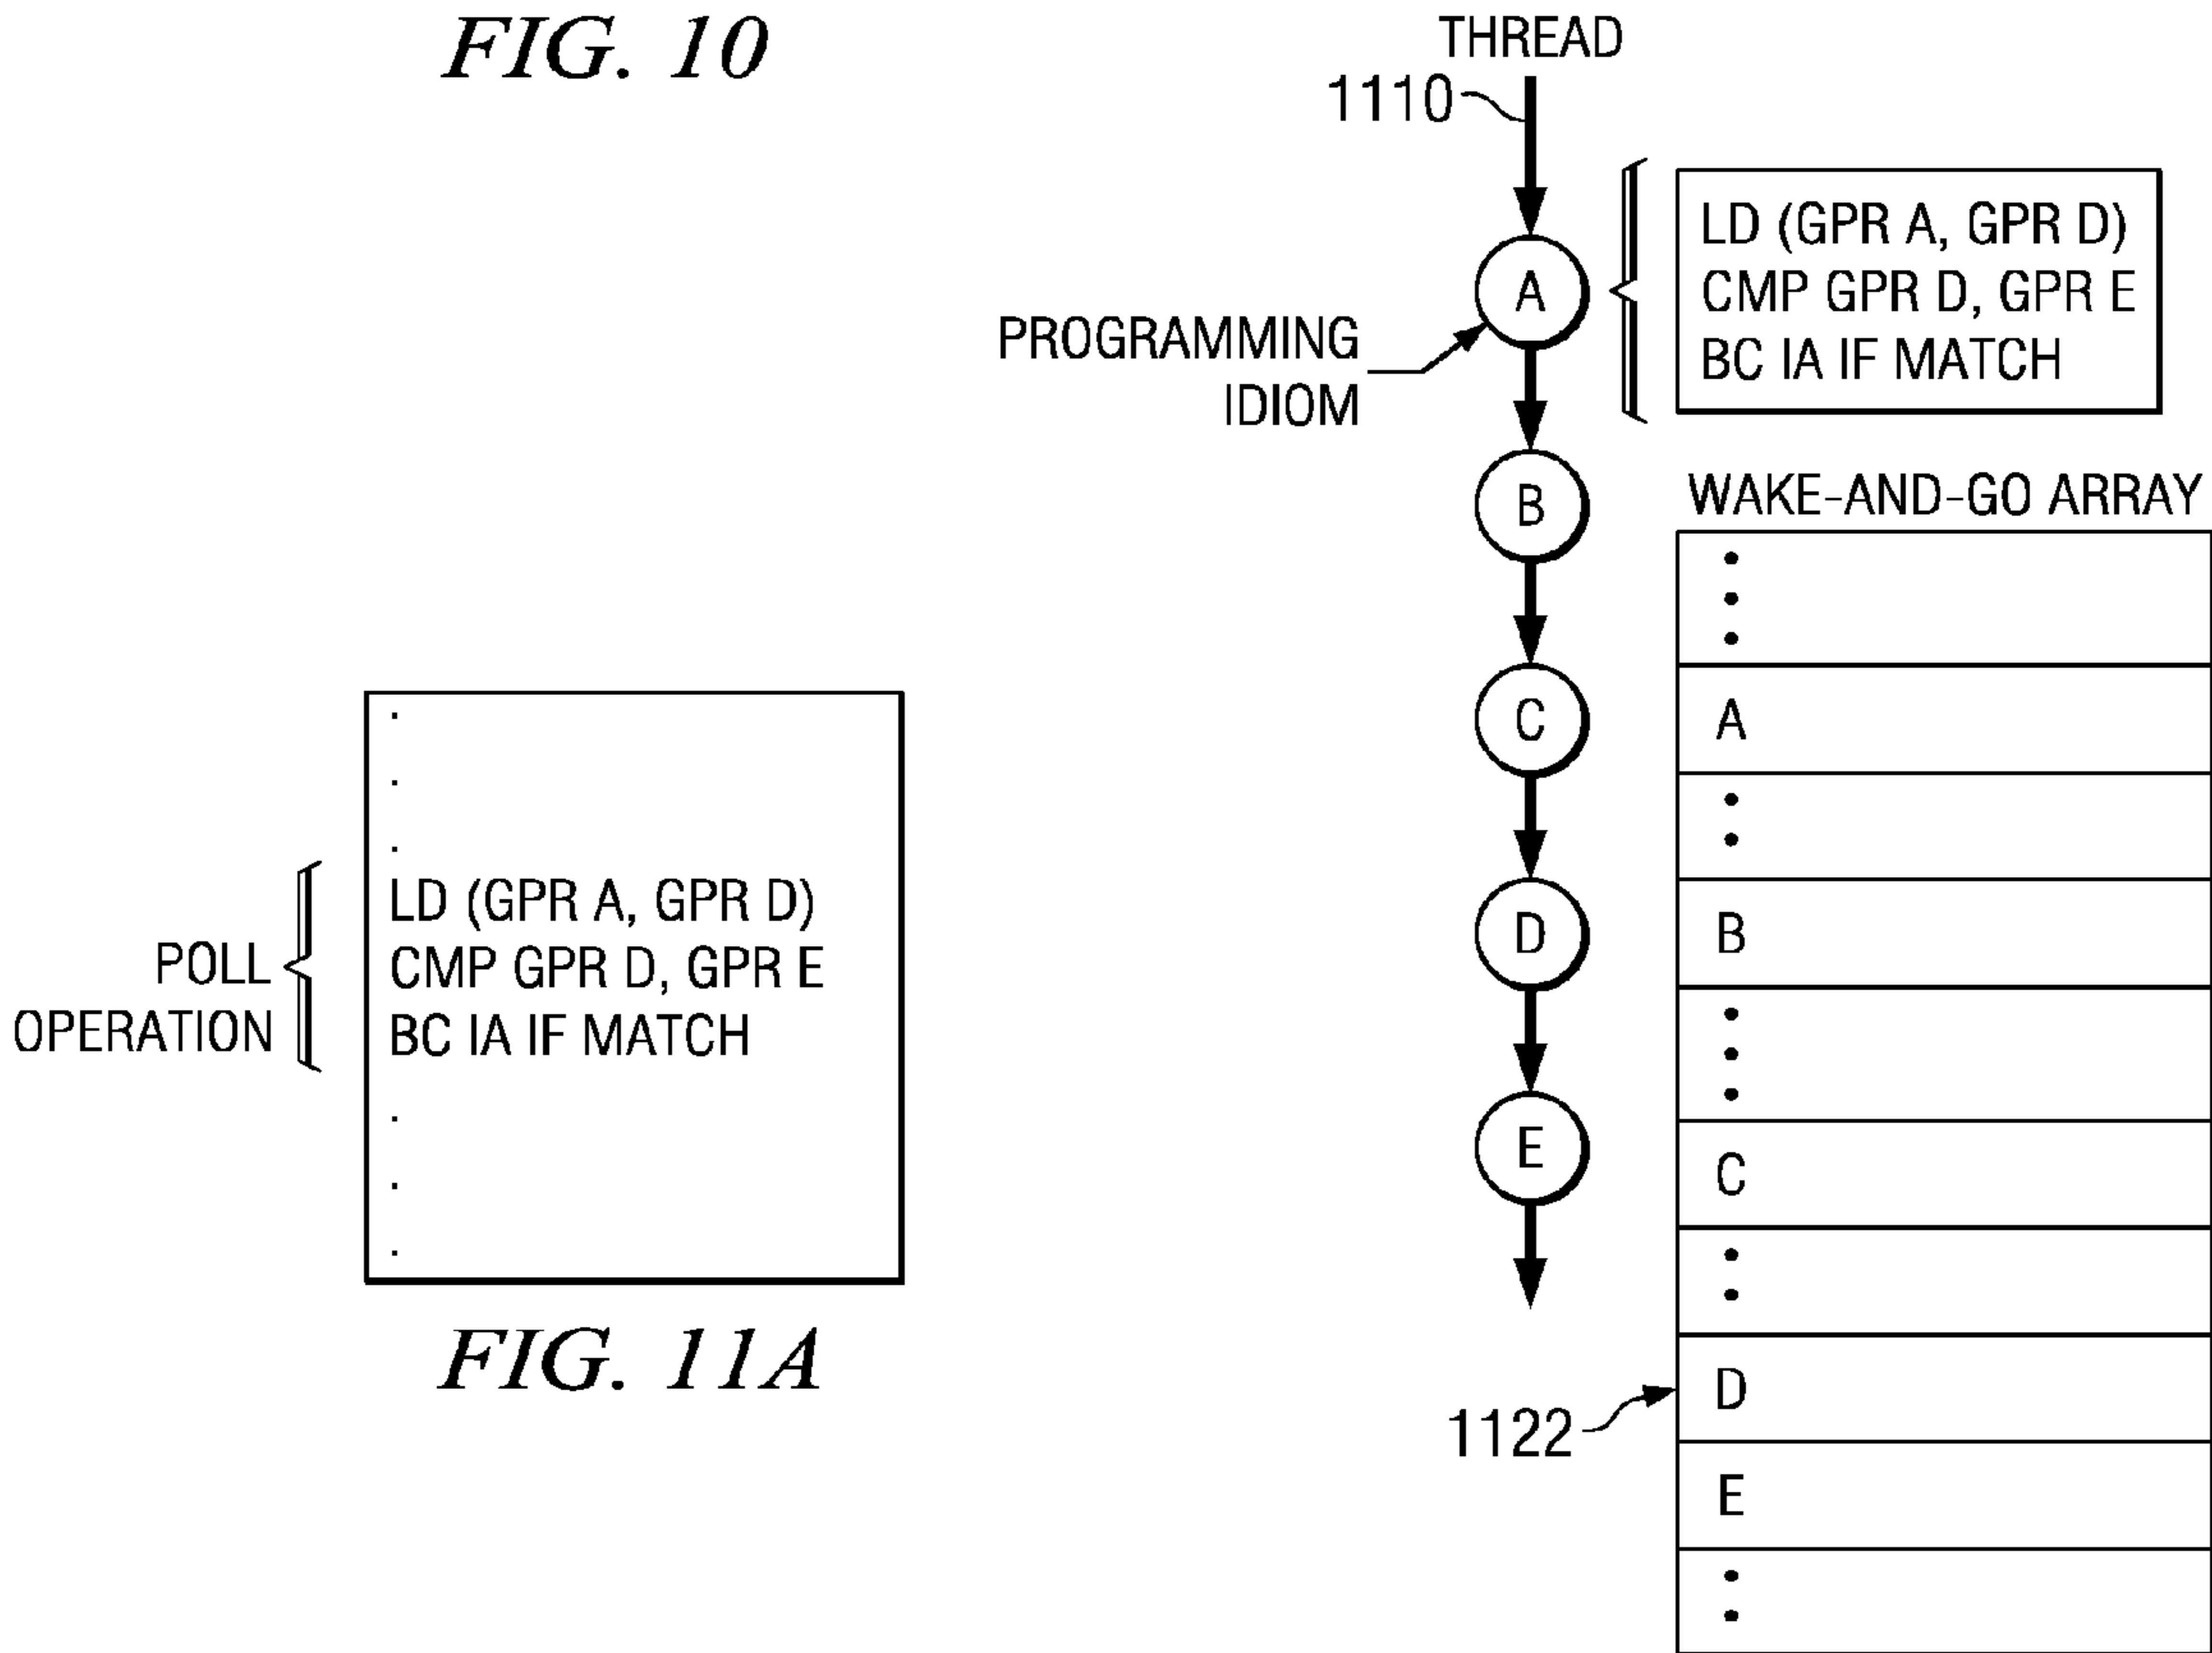 FIG. 10
THREAD
1110
A
PROGRAMMING
IDIOM
LD (GPR A, GPR D)
CMP GPR D, GPR E
BC IA IF MATCH
B
C
D
E
WAKE-AND-GO ARRAY
A
B
C
D
E
1122
POLL
OPERATION
LD (GPR A, GPR D)
CMP GPR D, GPR E
BC IA IF MATCH
FIG. 11A